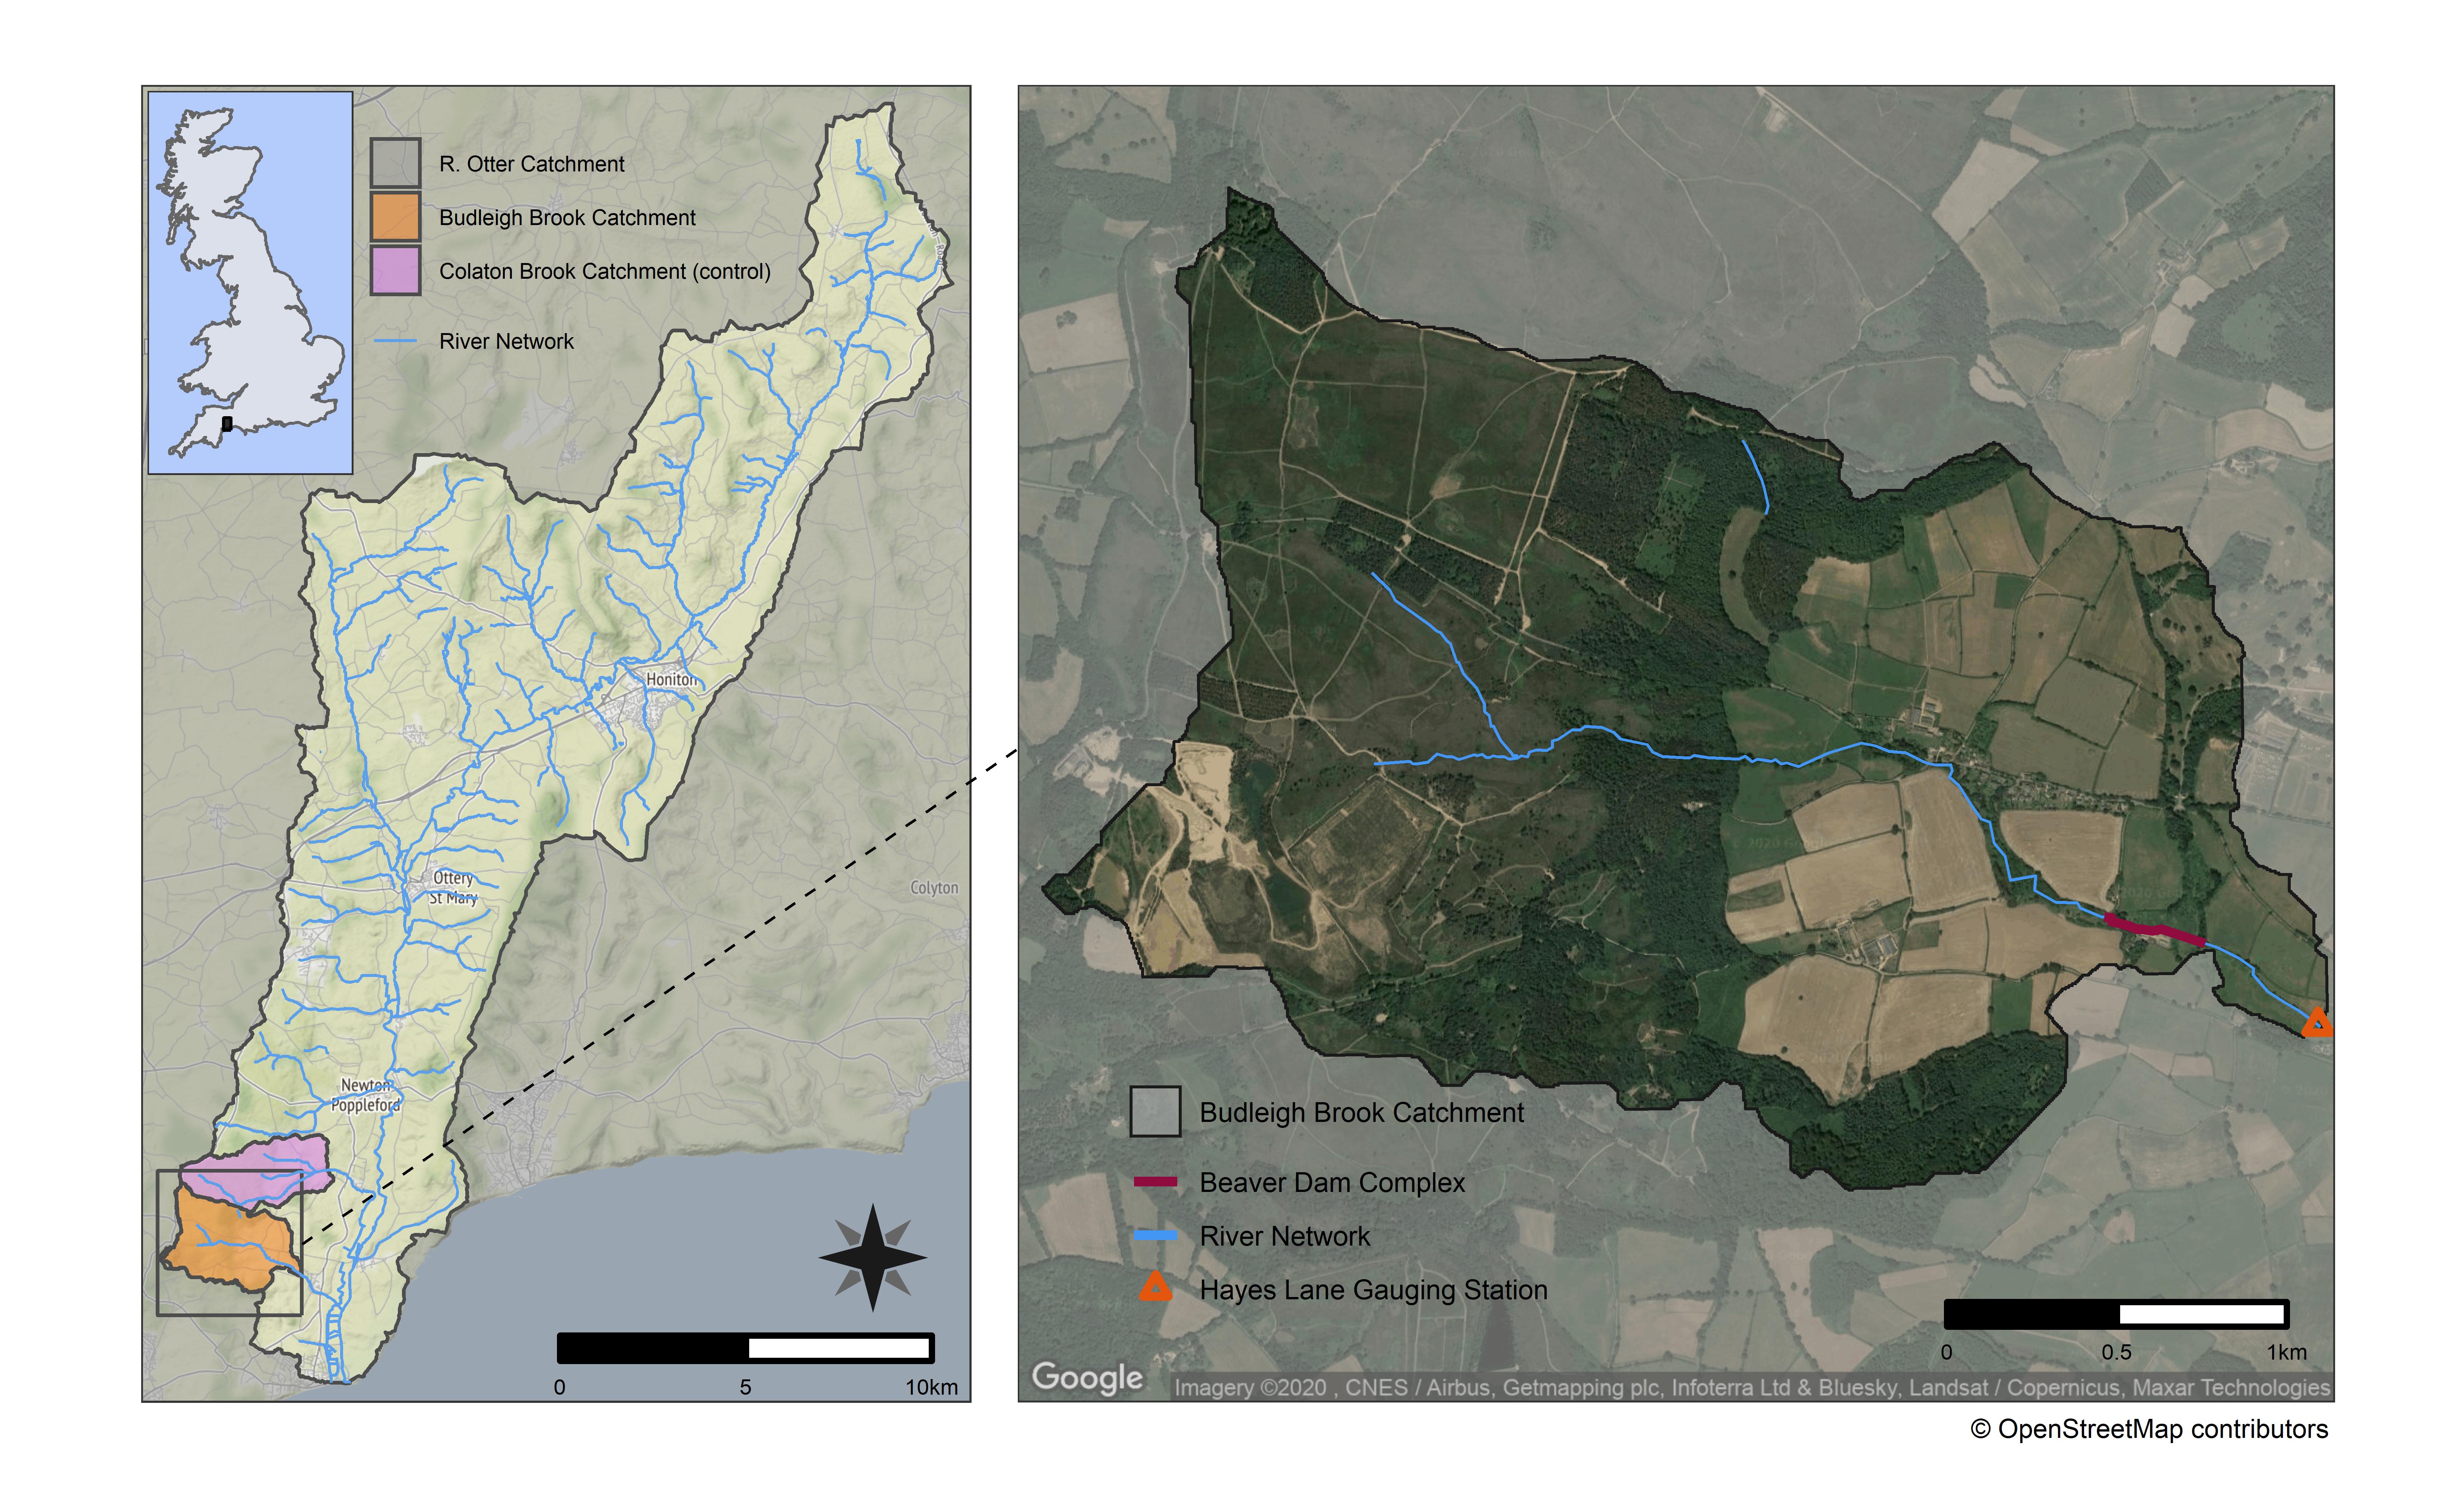 R. Otter Catchment
Budleigh Brook Catchment
Colaton Brook Catchment (control)
River Network
Honiton
Ottery
St Mary
Colyton
Newton
Poppleford
0 5 10km
Budleigh Brook Catchment
Beaver Dam Complex
River Network
Hayes Lane Gauging Station
0 0.5 1km
Google
Imagery ©2020 , CNES / Airbus, Getmapping plc, Infoterra Ltd & Bluesky, Landsat / Copernicus, Maxar Technologies
© OpenStreetMap contributors